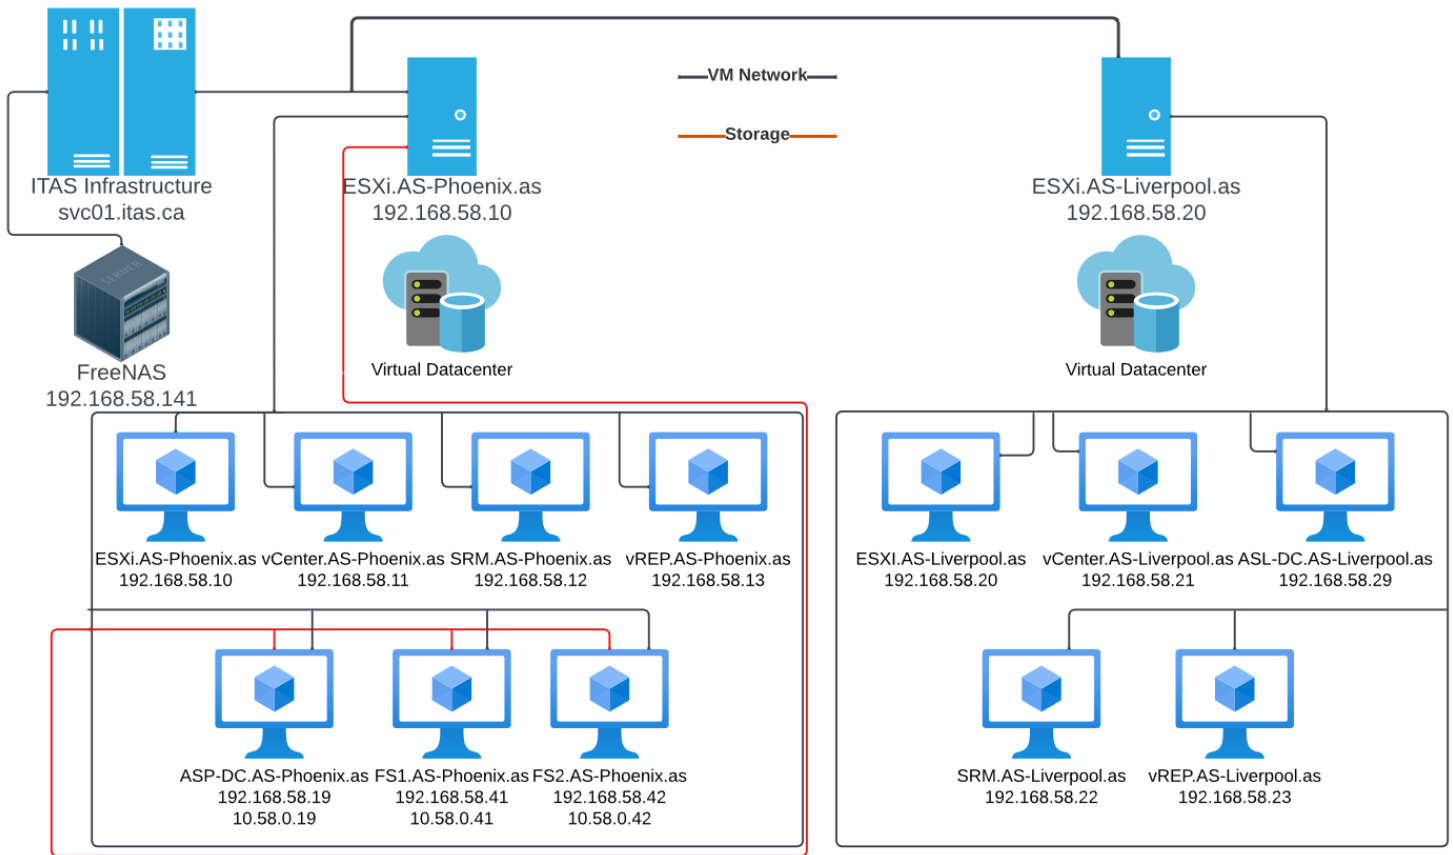 VM Network
Storage
ITAS Infrastructure
svc01.itas.ca
ESXi.AS-Phoenix.as
192.168.58.10
ESXi.AS-Liverpool.as
192.168.58.20
SERVER
FreeNAS
192.168.58.141
Virtual Datacenter
Virtual Datacenter
ESXi.AS-Phoenix.as
192.168.58.10
vCenter.AS-Phoenix.as
192.168.58.11
SRM.AS-Phoenix.as
192.168.58.12
vREP.AS-Phoenix.as
192.168.58.13
ESXI.AS-Liverpool.as
192.168.58.20
vCenter.AS-Liverpool.as
192.168.58.21
ASL-DC.AS-Liverpool.as
192.168.58.29
ASP-DC.AS-Phoenix.as
192.168.58.19
10.58.0.19
FS1.AS-Phoenix.as
192.168.58.41
10.58.0.41
FS2.AS-Phoenix.as
192.168.58.42
10.58.0.42
SRM.AS-Liverpool.as
192.168.58.22
vREP.AS-Liverpool.as
192.168.58.23